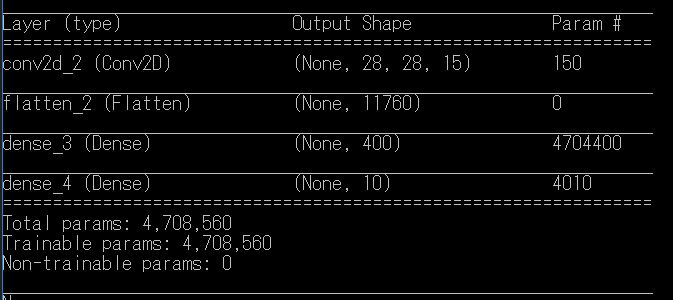 Layer (type) Output Shape Param #
conv2d_2 (Conv2D) (None, 28, 28, 15) 150
flatten_2 (Flatten) (None, 11760) 0
dense_3 (Dense) (None, 400) 4704400
dense_4 (Dense) (None, 10) 4010
Total params: 4,708,560
Trainable params: 4,708,560
Non-trainable params: 0